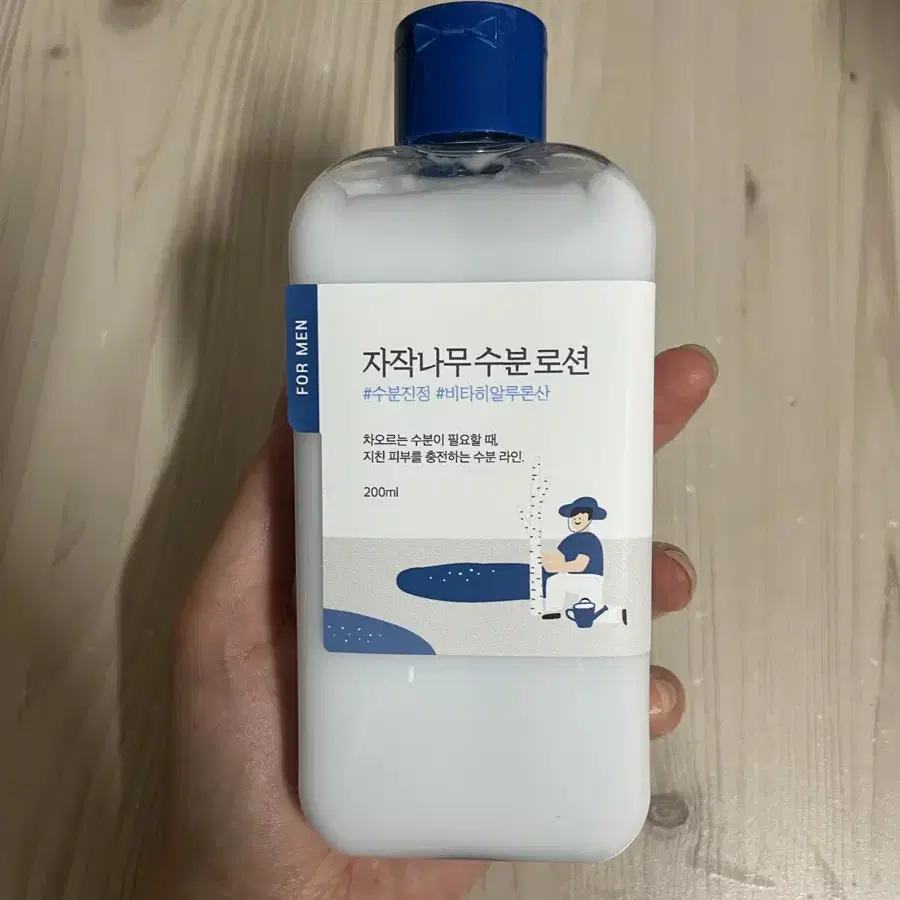 FOR MEN
자작나무 수분 로션
#수분진정 #비타히알루론산
차오르는 수분이 필요할 때,
지친 피부를 충전하는 수분 라인.
200ml